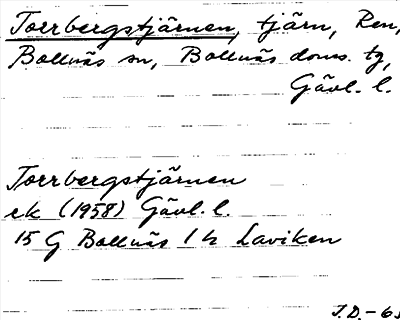 Torrbergstjärnen, tjärn, Ren,
Bollnäs sn, Bollnäs doms. tg,
Gävl. l.
Torrbergstjärnen
ek (1958) Gävl. l.
15 G Bollnäs 1 h Laviken
J.D.-63